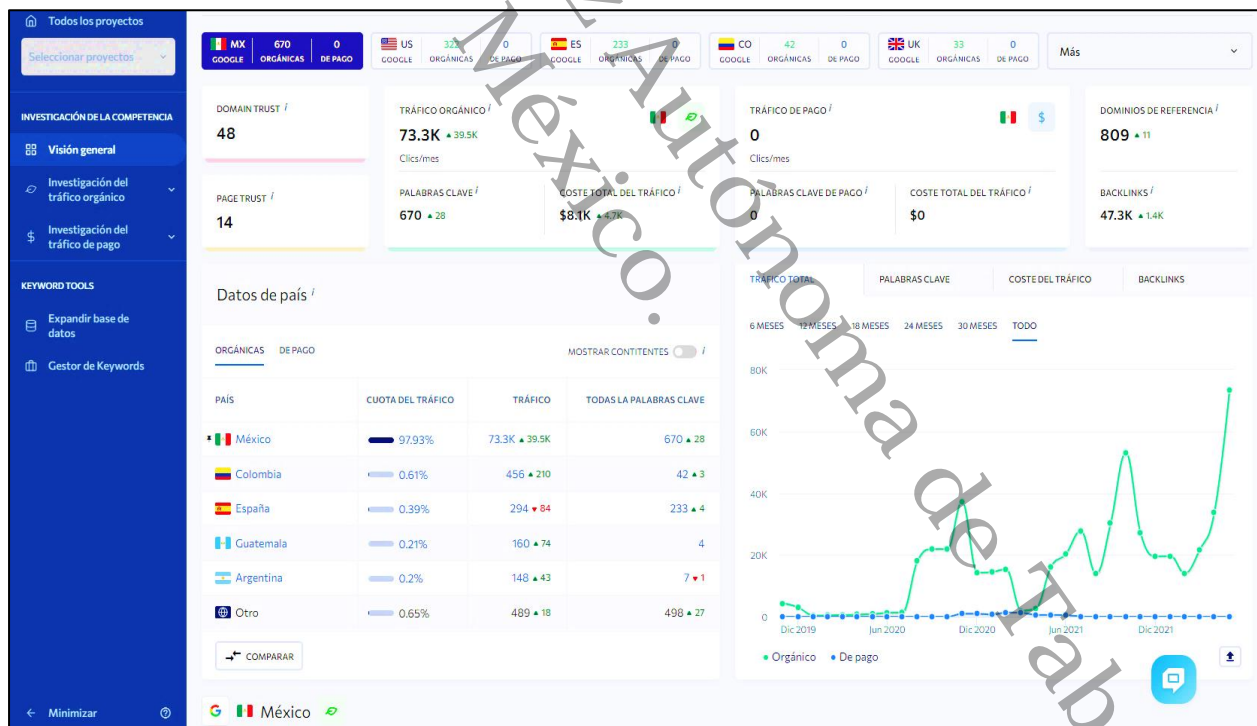 Todos los proyectos
Seleccionar proyectos
INVESTIGACIÓN DE LA COMPETENCIA
Visión general
Investigación del
tráfico orgánico
Investigación del
tráfico de pago
KEYWORD TOOLS
Expandir base de
datos
Gestor de Keywords
Minimizar
MX 670 0
GOOGLE ORGÁNICAS DE PAGO
US 322 0
GOOGLE ORGÁNICAS DE PAGO
ES 233 0
GOOGLE ORGÁNICAS DE PAGO
CO 42 0
GOOGLE ORGÁNICAS DE PAGO
UK 33 0
GOOGLE ORGÁNICAS DE PAGO
Más
DOMAIN TRUST i
48
PAGE TRUST i
14
TRÁFICO ORGÁNICO i
73.3K ▲ 39.5K
Clics/mes
PALABRAS CLAVE i
670 ▲ 28
COSTE TOTAL DEL TRÁFICO i
$8.1K ▲ 4.7K
TRÁFICO DE PAGO i
$
0
Clics/mes
PALABRAS CLAVE DE PAGO i
0
COSTE TOTAL DEL TRÁFICO i
$0
DOMINIOS DE REFERENCIA i
809 ▲ 11
BACKLINKS i
47.3K ▲ 1.4K
Datos de país i
ORGÁNICAS DE PAGO MOSTRAR CONTITENTES i
PAÍS CUOTA DEL TRÁFICO TRÁFICO TODAS LA PALABRAS CLAVE
México 97.93% 73.3K ▲ 39.5K 670 ▲ 28
Colombia 0.61% 456 ▲ 210 42 ▲ 3
España 0.39% 294 ▼ 84 233 ▲ 4
Guatemala 0.21% 160 ▲ 74 4
Argentina 0.2% 148 ▲ 43 7 ▼ 1
Otro 0.65% 489 ▲ 18 498 ▲ 27
COMPARAR
TRÁFICO TOTAL PALABRAS CLAVE COSTE DEL TRÁFICO BACKLINKS
6 MESES 12 MESES 18 MESES 24 MESES 30 MESES TODO
80K
60K
40K
20K
0
Dic 2019 Jun 2020 Dic 2020 Jun 2021 Dic 2021
Orgánico De pago
G México
Autónoma de Tab
México.